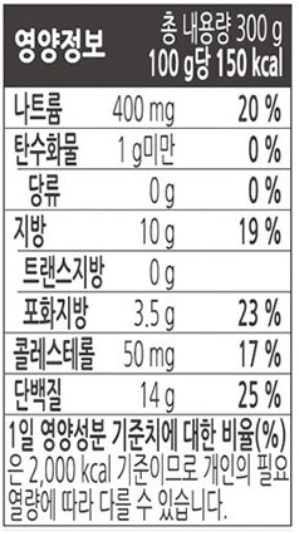 영양정보
총 내용량 300 g
100 g당 150 kcal
나트륨 400 mg 20 %
탄수화물 1 g미만 0 %
당류 0 g 0 %
지방 10 g 19 %
트랜스지방 0 g
포화지방 3.5 g 23 %
콜레스테롤 50 mg 17 %
단백질 14 g 25 %
1일 영양성분 기준치에 대한 비율(%)
은 2,000 kcal 기준이므로 개인의 필요
열량에 따라 다를 수 있습니다.